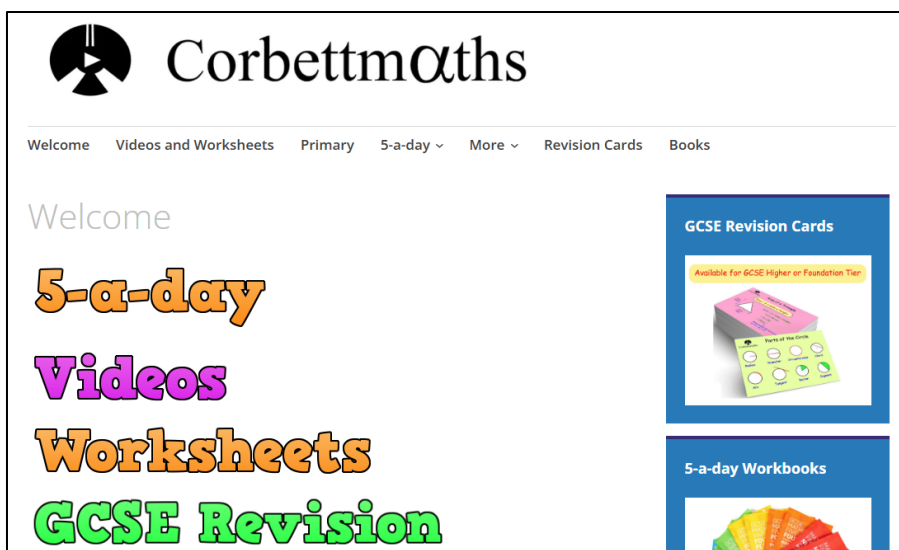 Corbettmαths
Welcome
Videos and Worksheets
Primary
5-a-day
More
Revision Cards
Books
Welcome
5-a-day
Videos
Worksheets
GCSE Revision
GCSE Revision Cards
Available for GCSE Higher or Foundation Tier
Parts of the Circle
5-a-day Workbooks